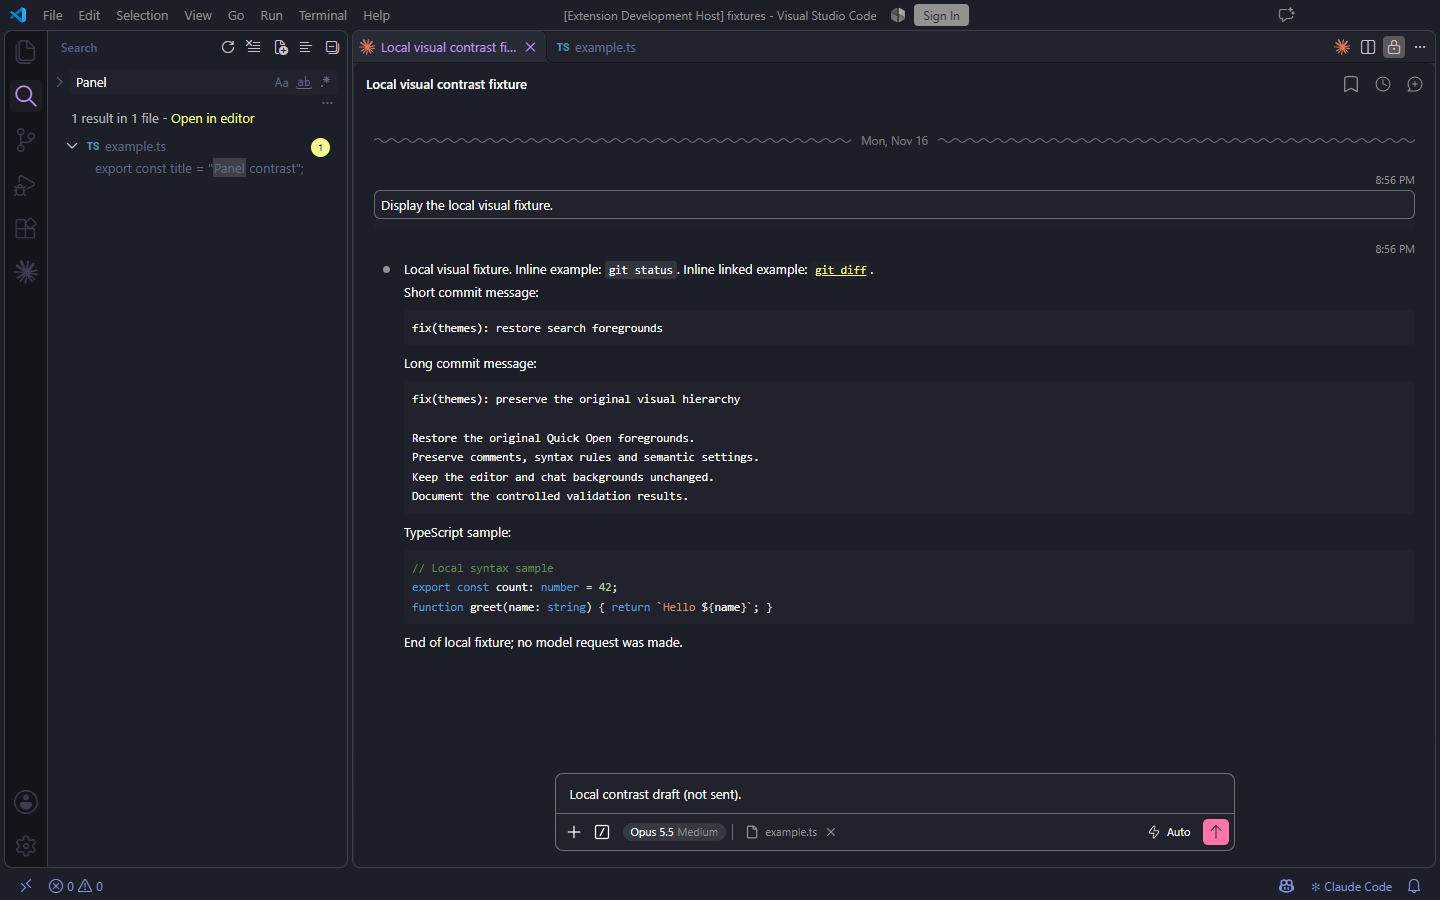 File Edit Selection View Go Run Terminal Help
[Extension Development Host] fixtures - Visual Studio Code
Sign In
Search
Panel
Aa ab .*
1 result in 1 file - Open in editor
TS example.ts 1
export const title = "Panel contrast";
Local visual contrast fi...
TS example.ts
Local visual contrast fixture
Mon, Nov 16
8:56 PM
Display the local visual fixture.
8:56 PM
Local visual fixture. Inline example: git status. Inline linked example: git diff.
Short commit message:
fix(themes): restore search foregrounds
Long commit message:
fix(themes): preserve the original visual hierarchy
Restore the original Quick Open foregrounds.
Preserve comments, syntax rules and semantic settings.
Keep the editor and chat backgrounds unchanged.
Document the controlled validation results.
TypeScript sample:
// Local syntax sample
export const count: number = 42;
function greet(name: string) { return `Hello ${name}`; }
End of local fixture; no model request was made.
Local contrast draft (not sent).
Opus 5.5 Medium
example.ts
Auto
0 0
Claude Code